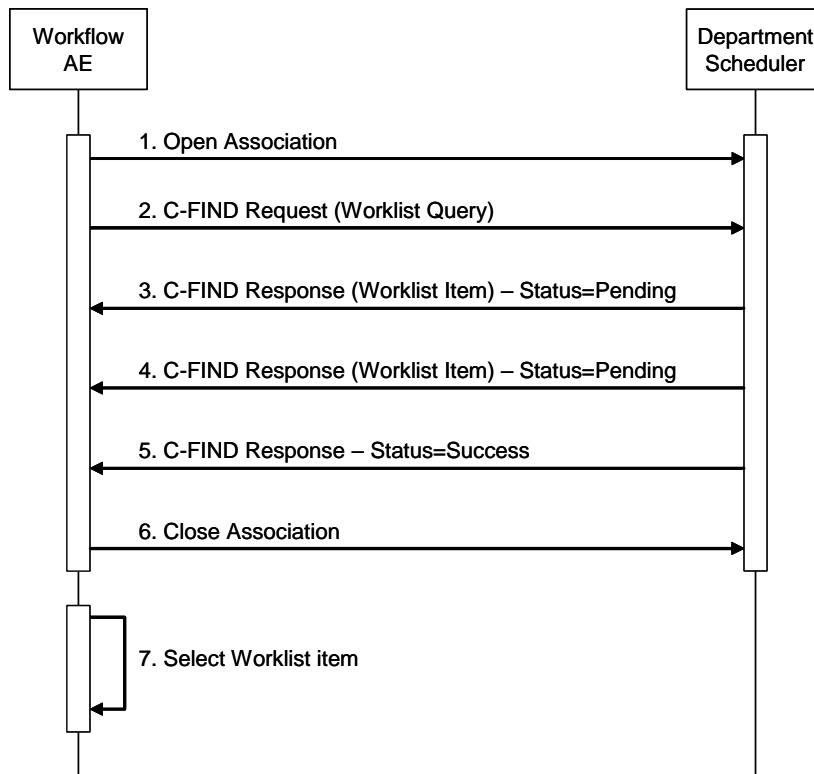 Workflow
AE
Department
Scheduler
1. Open Association
2. C-FIND Request (Worklist Query)
3. C-FIND Response (Worklist Item) – Status=Pending
4. C-FIND Response (Worklist Item) – Status=Pending
5. C-FIND Response – Status=Success
6. Close Association
7. Select Worklist item